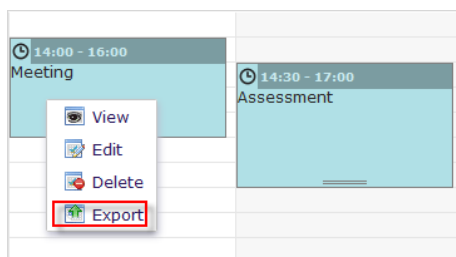 14:00 - 16:00
Meeting
14:30 - 17:00
Assessment
View
Edit
Delete
Export